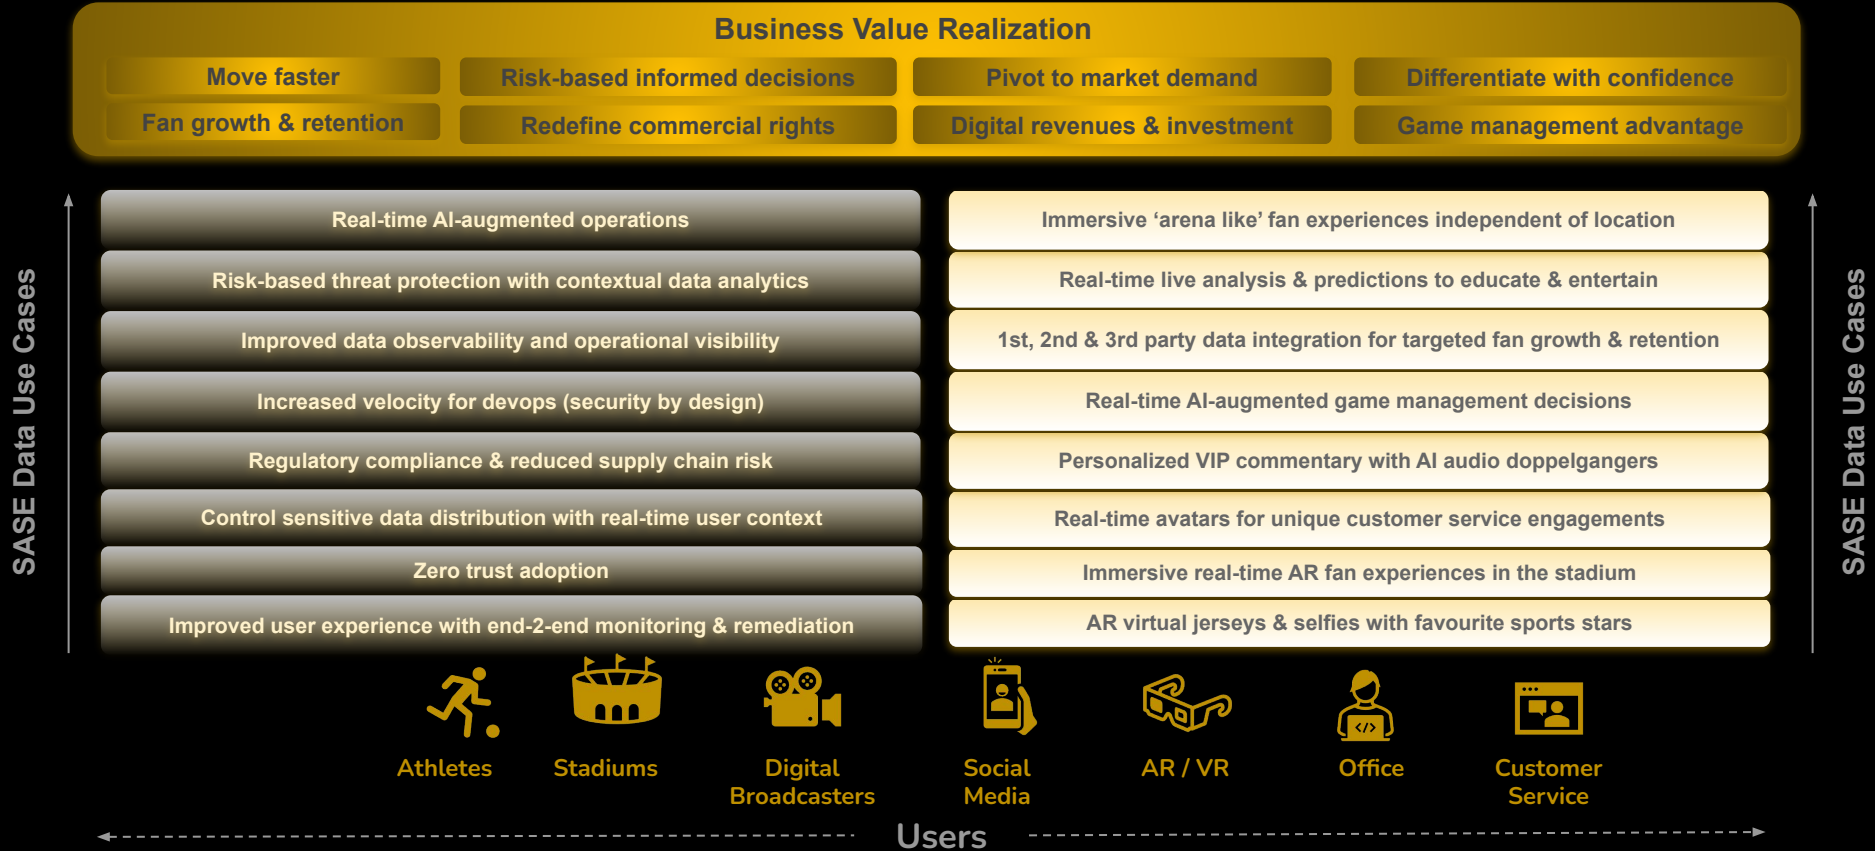 Business Value Realization
Move faster
Risk-based informed decisions
Pivot to market demand
Differentiate with confidence
Fan growth & retention
Redefine commercial rights
Digital revenues & investment
Game management advantage
SASE Data Use Cases
Real-time AI-augmented operations
Risk-based threat protection with contextual data analytics
Improved data observability and operational visibility
Increased velocity for devops (security by design)
Regulatory compliance & reduced supply chain risk
Control sensitive data distribution with real-time user context
Zero trust adoption
Improved user experience with end-2-end monitoring & remediation
Immersive ‘arena like’ fan experiences independent of location
Real-time live analysis & predictions to educate & entertain
1st, 2nd & 3rd party data integration for targeted fan growth & retention
Real-time AI-augmented game management decisions
Personalized VIP commentary with AI audio doppelgangers
Real-time avatars for unique customer service engagements
Immersive real-time AR fan experiences in the stadium
AR virtual jerseys & selfies with favourite sports stars
SASE Data Use Cases
</>
Athletes
Stadiums
Digital
Broadcasters
Social
Media
AR / VR
Office
Customer
Service
Users